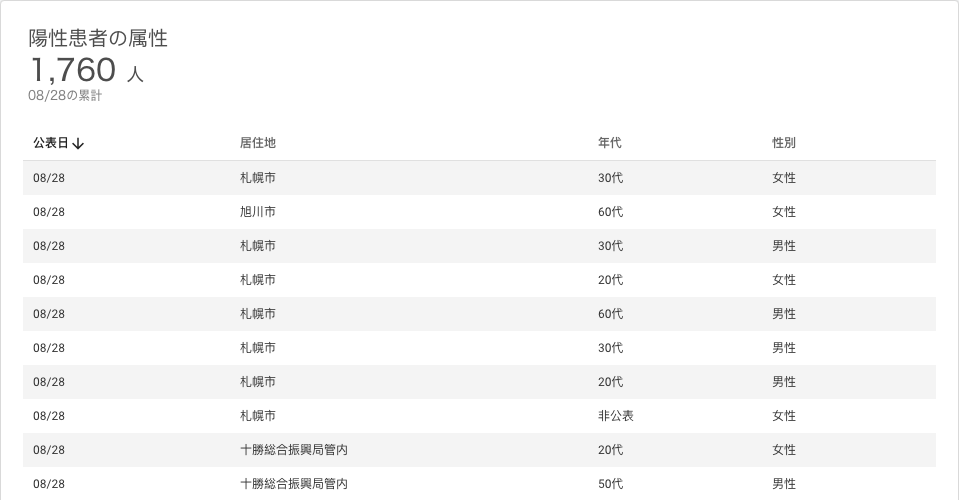 陽性患者の属性
1,760 人
08/28の累計
公表日↓ 居住地 年代 性別
08/28 札幌市 30代 女性
08/28 旭川市 60代 女性
08/28 札幌市 30代 男性
08/28 札幌市 20代 女性
08/28 札幌市 60代 男性
08/28 札幌市 30代 男性
08/28 札幌市 20代 男性
08/28 札幌市 非公表 女性
08/28 十勝総合振興局管内 20代 女性
08/28 十勝総合振興局管内 50代 男性